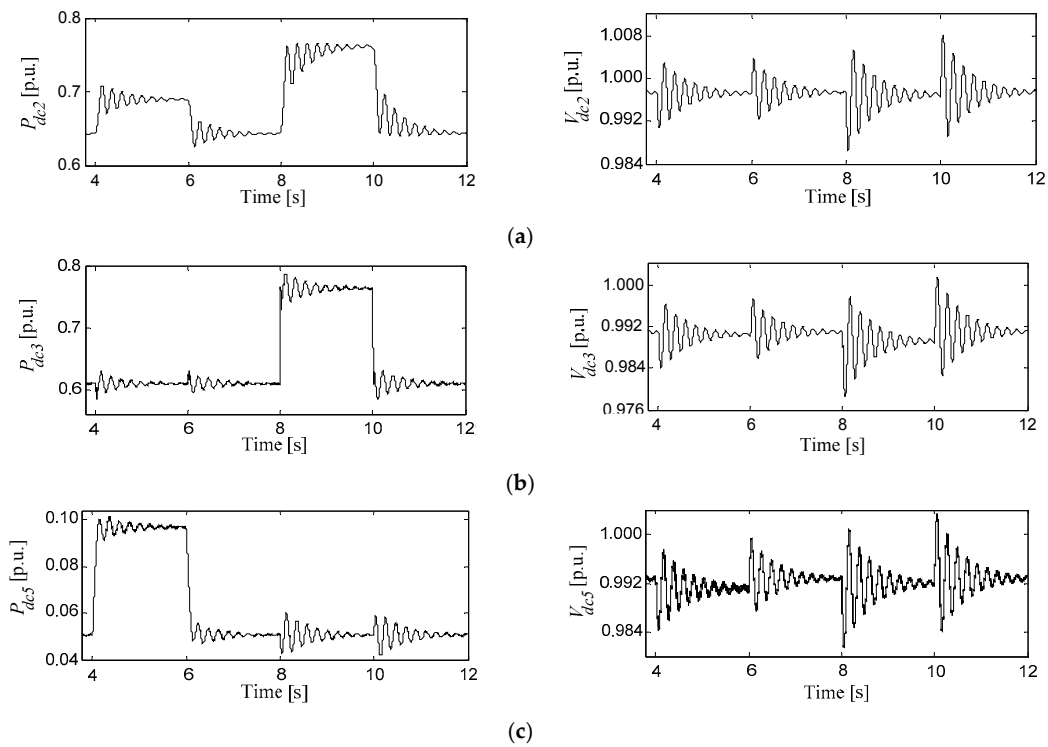 0.8
0.7
0.6
P_dc2 [p.u.]
4 6 8 10 12
Time [s]
1.008
1.000
0.992
0.984
V_dc2 [p.u.]
4 6 8 10 12
Time [s]
(a)
0.8
0.7
0.6
P_dc3 [p.u.]
4 6 8 10 12
Time [s]
1.000
0.992
0.984
0.976
V_dc3 [p.u.]
4 6 8 10 12
Time [s]
(b)
0.10
0.08
0.06
0.04
P_dc5 [p.u.]
4 6 8 10 12
Time [s]
1.000
0.992
0.984
V_dc5 [p.u.]
4 6 8 10 12
Time [s]
(c)